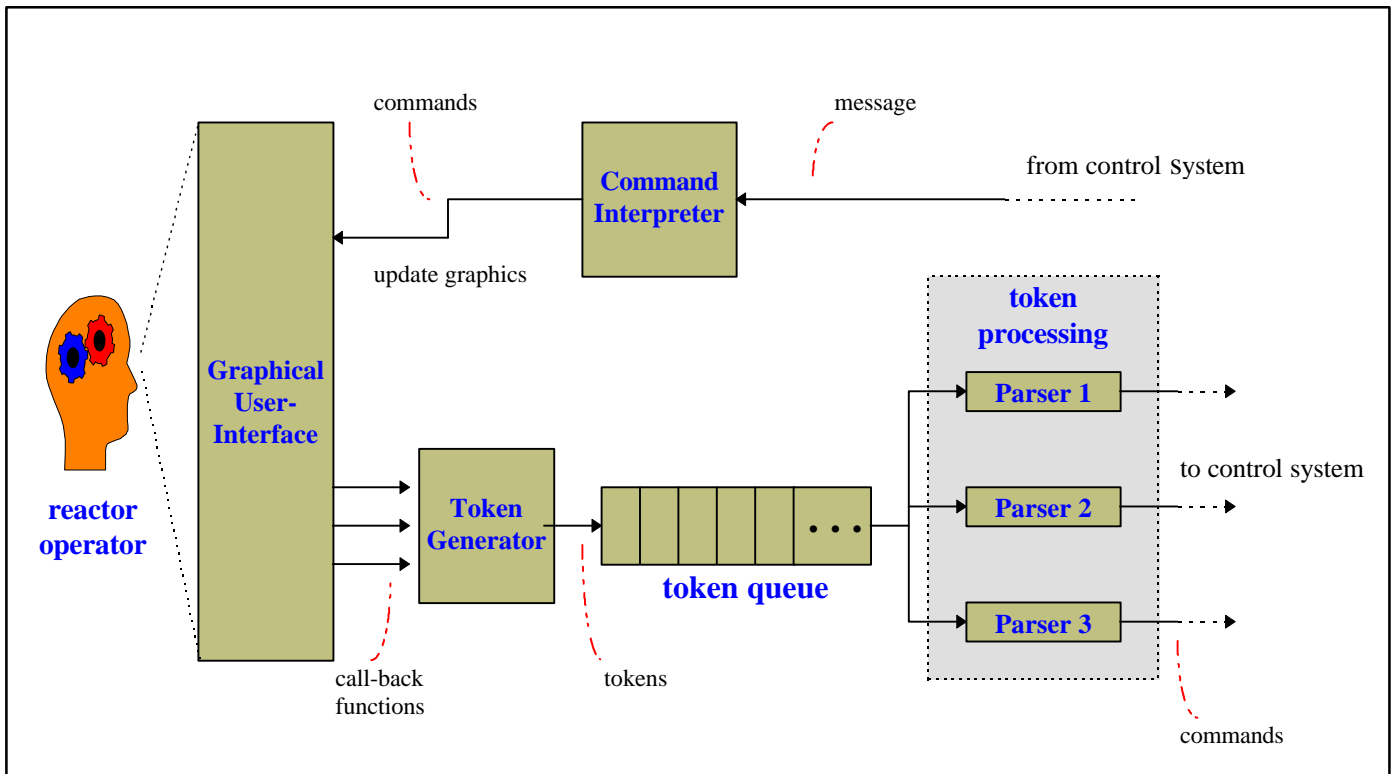 commands
message
from control System
Command
Interpreter
update graphics
token
processing
Graphical
User-
Interface
Parser 1
to control system
reactor
operator
Token
Generator
Parser 2
token queue
Parser 3
call-back
functions
tokens
commands